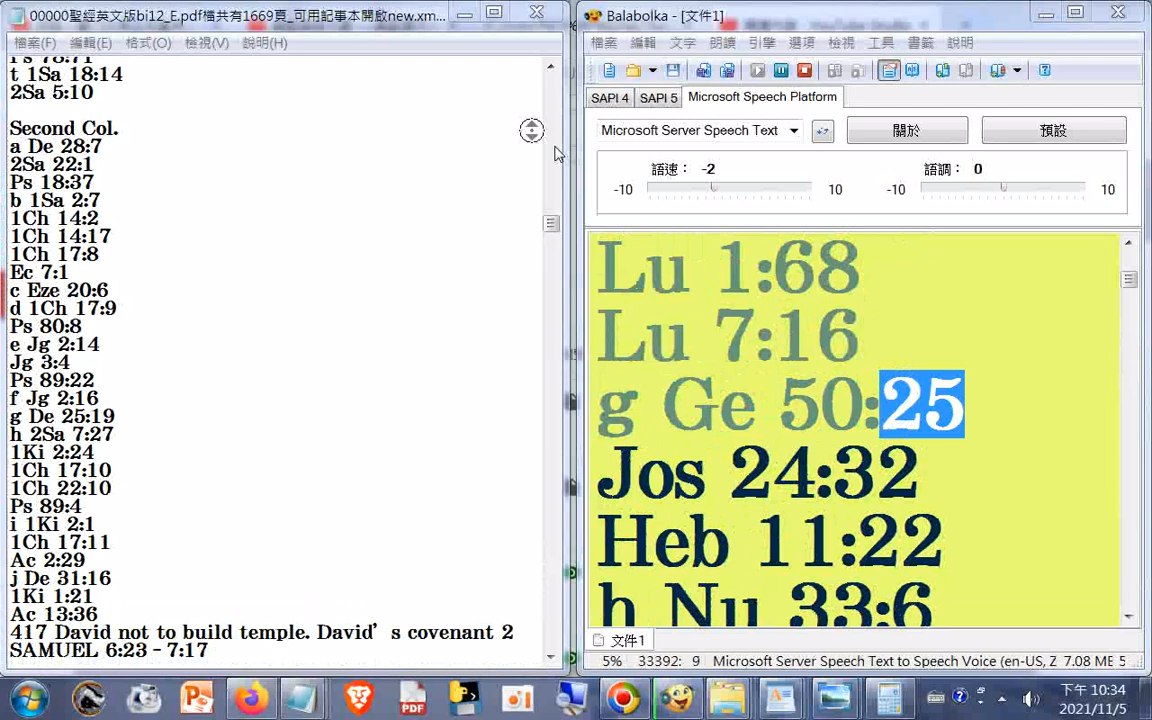 00000聖經英文版bi12_E.pdf檔共有1669頁_可用記事本開啟new.xm...
檔案(F) 編輯(E) 格式(O) 檢視(V) 說明(H)
t 1Sa 18:14
2Sa 5:10
Second Col.
a De 28:7
2Sa 22:1
Ps 18:37
b 1Sa 2:7
1Ch 14:2
1Ch 14:17
1Ch 17:8
Ec 7:1
c Eze 20:6
d 1Ch 17:9
Ps 80:8
e Jg 2:14
Jg 3:4
Ps 89:22
f Jg 2:16
g De 25:19
h 2Sa 7:27
1Ki 2:24
1Ch 17:10
1Ch 22:10
Ps 89:4
i 1Ki 2:1
1Ch 17:11
Ac 2:29
j De 31:16
1Ki 1:21
Ac 13:36
417 David not to build temple. David’s covenant 2
SAMUEL 6:23–7:17
Balabolka - [文件1]
檔案 編輯 文字 朗讀 引擎 選項 檢視 工具 書籤 說明
SAPI 4 SAPI 5 Microsoft Speech Platform
Microsoft Server Speech Text 關於 預設
語速： -2 語調： 0
-10 10 -10 10
Lu 1:68
Lu 7:16
g Ge 50:25
Jos 24:32
Heb 11:22
h Nu 33:6
文件1
5% 33392: 9 Microsoft Server Speech Text to Speech Voice (en-US, Z 7.08 MB 5
PDF
下午 10:34
2021/11/5